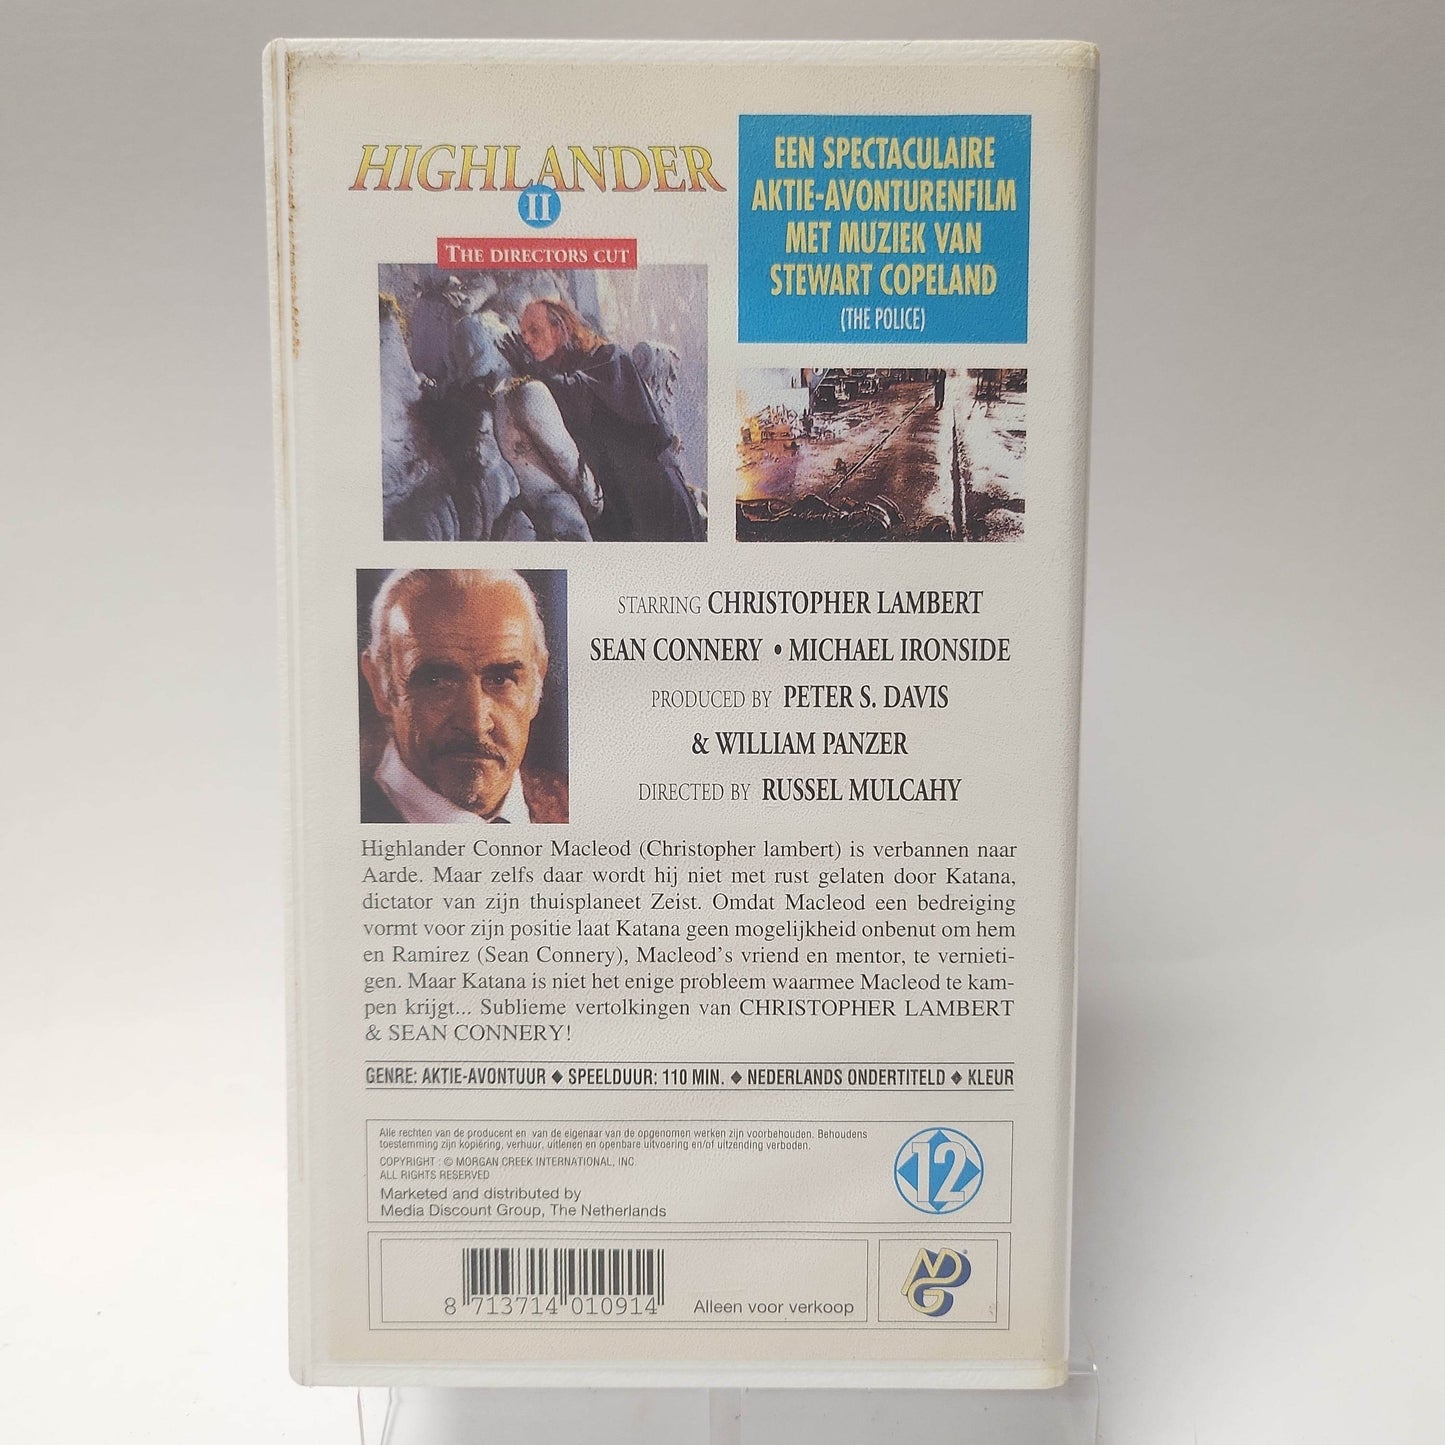 HIGHLANDER
II
THE DIRECTORS CUT
EEN SPECTACULAIRE
AKTIE-AVONTURENFILM
MET MUZIEK VAN
STEWART COPELAND
(THE POLICE)
STARRING CHRISTOPHER LAMBERT
SEAN CONNERY • MICHAEL IRONSIDE
PRODUCED BY PETER S. DAVIS
& WILLIAM PANZER
DIRECTED BY RUSSEL MULCAHY
Highlander Connor Macleod (Christopher lambert) is verbannen naar
Aarde. Maar zelfs daar wordt hij niet met rust gelaten door Katana,
dictator van zijn thuisplaneet Zeist. Omdat Macleod een bedreiging
vormt voor zijn positie laat Katana geen mogelijkheid onbenut om hem
en Ramirez (Sean Connery), Macleod's vriend en mentor, te vernieti-
gen. Maar Katana is niet het enige probleem waarmee Macleod te kam-
pen krijgt... Sublieme vertolkingen van CHRISTOPHER LAMBERT
& SEAN CONNERY!
GENRE: AKTIE-AVONTUUR ◆ SPEELDUUR: 110 MIN. ◆ NEDERLANDS ONDERTITELD ◆ KLEUR
Alle rechten van de producent en van de eigenaar van de opgenomen werken zijn voorbehouden. Behoudens
toestemming zijn kopiëring, verhuur, uitlenen en openbare uitvoering en/of uitzending verboden.
COPYRIGHT : © MORGAN CREEK INTERNATIONAL, INC.
ALL RIGHTS RESERVED
Marketed and distributed by
Media Discount Group, The Netherlands
12
8 713714 010914
Alleen voor verkoop
MDG®